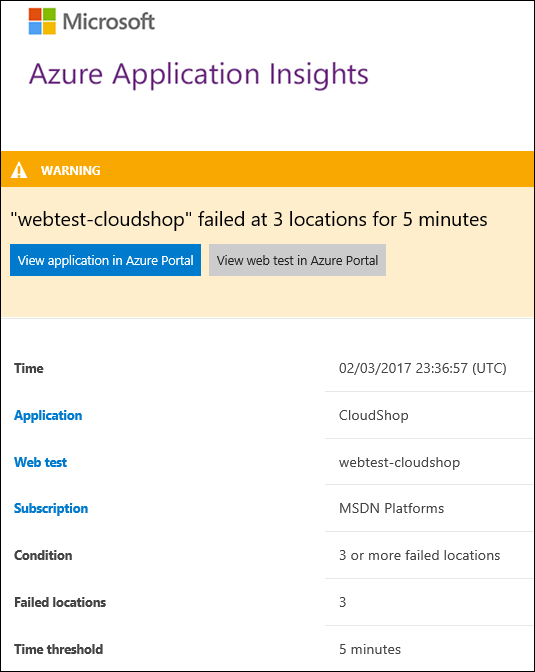 Microsoft
Azure Application Insights
WARNING
"webtest-cloudshop" failed at 3 locations for 5 minutes
View application in Azure Portal View web test in Azure Portal
Time 02/03/2017 23:36:57 (UTC)
Application CloudShop
Web test webtest-cloudshop
Subscription MSDN Platforms
Condition 3 or more failed locations
Failed locations 3
Time threshold 5 minutes